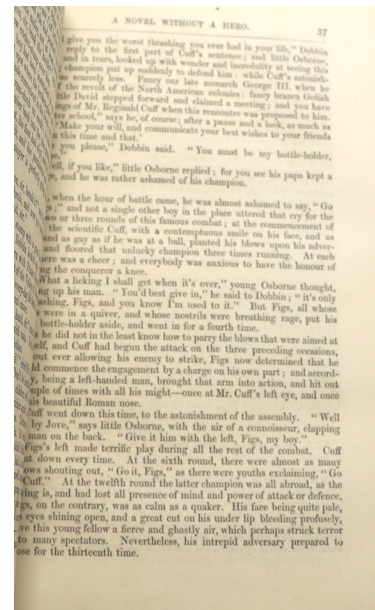 A NOVEL WITHOUT A HERO. 37
I give you the worst thrashing you ever had in your life," Dobbin
reply to the first part of Cuff's sentence; and little Osborne,
and in tears, looked up with wonder and incredulity at seeing this
champion put up suddenly to defend him: while Cuff's astonish-
as scarcely less. Fancy our late monarch George III. when he
f the revolt of the North American colonies: fancy brazen Goliath
ttle David stepped forward and claimed a meeting; and you have
ngs of Mr. Reginald Cuff when this rencontre was proposed to him.
ter school," says he, of course; after a pause and a look, as much as
Make your will, and communicate your best wishes to your friends
n this time and that.'
s you please," Dobbin said. "You must be my bottle-holder,
ell, if you like," little Osborne replied; for you see his papa kept a
e, and he was rather ashamed of his champion.
, when the hour of battle came, he was almost ashamed to say, "Go
s;" and not a single other boy in the place uttered that cry for the
wo or three rounds of this famous combat; at the commencement of
the scientific Cuff, with a contemptuous smile on his face, and as
and as gay as if he was at a ball, planted his blows upon his adver-
and floored that unlucky champion three times running. At each
ere was a cheer; and everybody was anxious to have the honour of
ng the conqueror a knee.
What a licking I shall get when it's over," young Osborne thought,
ng up his man. "You'd best give in," he said to Dobbin; "it's only
ashing, Figs, and you know I'm used to it." But Figs, all whose
s were in a quiver, and whose nostrils were breathing rage, put his
bottle-holder aside, and went in for a fourth time.
s he did not in the least know how to parry the blows that were aimed at
elf, and Cuff had begun the attack on the three preceding occasions,
out ever allowing his enemy to strike, Figs now determined that he
ld commence the engagement by a charge on his own part; and accord-
y, being a left-handed man, brought that arm into action, and hit out
uple of times with all his might—once at Mr. Cuff's left eye, and once
is beautiful Roman nose.
uff went down this time, to the astonishment of the assembly. "Well
by Jove," says little Osborne, with the air of a connoisseur, clapping
man on the back. "Give it him with the left, Figs, my boy."
Figs's left made terrific play during all the rest of the combat. Cuff
nt down every time. At the sixth round, there were almost as many
ows shouting out, "Go it, Figs," as there were youths exclaiming, "Go
Cuff." At the twelfth round the latter champion was all abroad, as the
ying is, and had lost all presence of mind and power of attack or defence.
gs, on the contrary, was as calm as a quaker. His face being quite pale,
s eyes shining open, and a great cut on his under lip bleeding profusely,
ve this young fellow a fierce and ghastly air, which perhaps struck terror
to many spectators. Nevertheless, his intrepid adversary prepared to
ose for the thirteenth time.